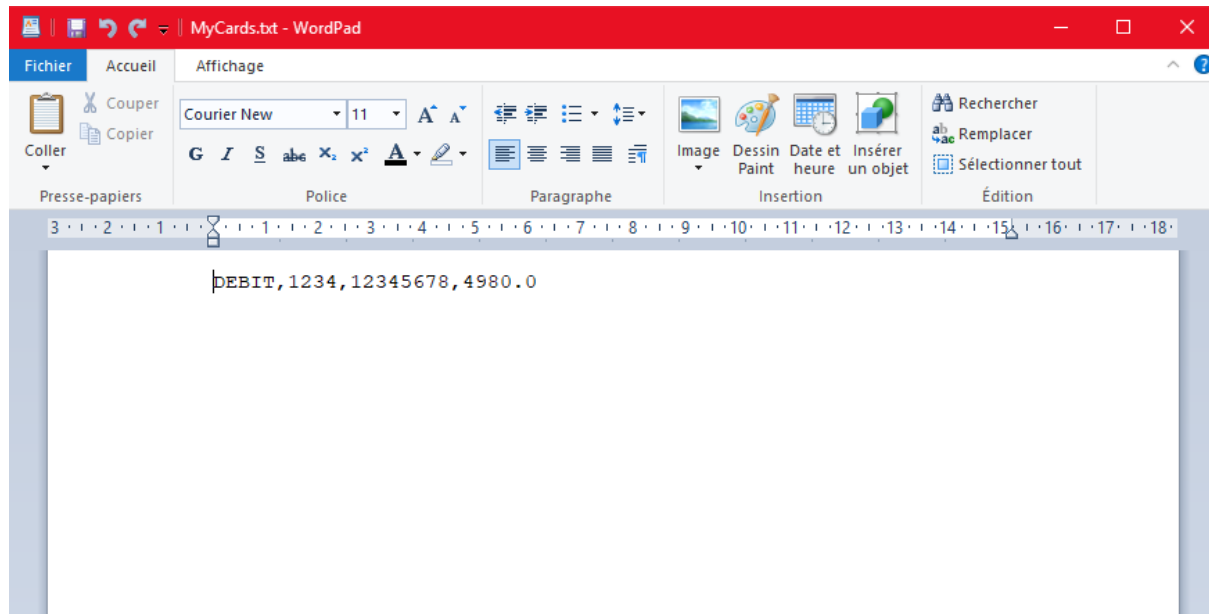 MyCards.txt - WordPad
Fichier Accueil Affichage
Coller
Couper
Copier
Presse-papiers
Courier New 11 A A
G I S abc X₂ x² A
Police
Paragraphe
Image
Dessin Paint
Date et heure
Insérer un objet
Insertion
Rechercher
Remplacer
Sélectionner tout
Édition
3 2 1 1 2 3 4 5 6 7 8 9 10 11 12 13 14 15 16 17 18
DEBIT,1234,12345678,4980.0